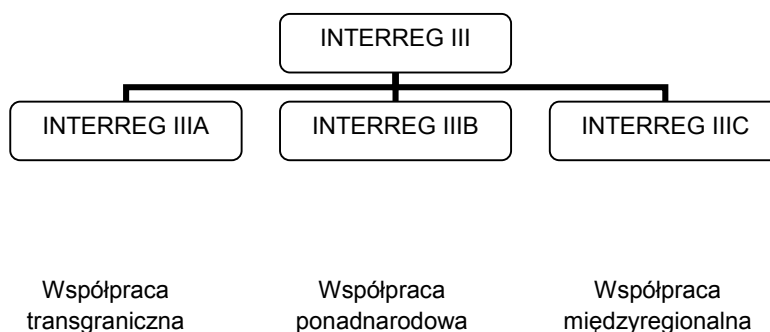 INTERREG III
INTERREG IIIA
INTERREG IIIB
INTERREG IIIC
Współpraca
transgraniczna
Współpraca
ponadnarodowa
Współpraca
międzyregionalna